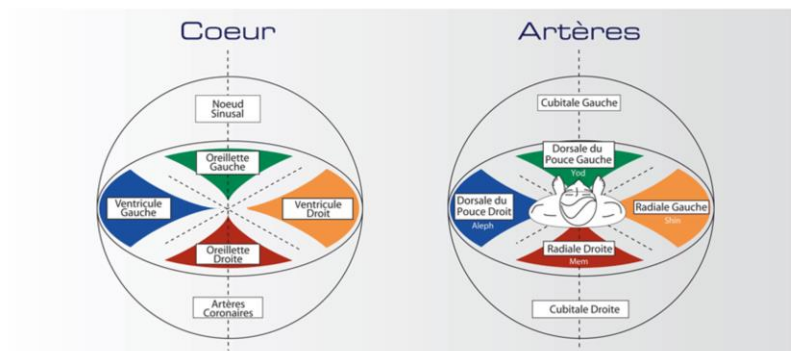 Coeur
Noeud
Sinusal
Oreillette
Gauche
Ventricule
Gauche
Ventricule
Droit
Oreillette
Droite
Artères
Coronaires
Artères
Cubitale Gauche
Dorsale du
Pouce Gauche
Yod
Dorsale du
Pouce Droit
Aleph
Radiale Gauche
Shin
Radiale Droite
Mem
Cubitale Droite